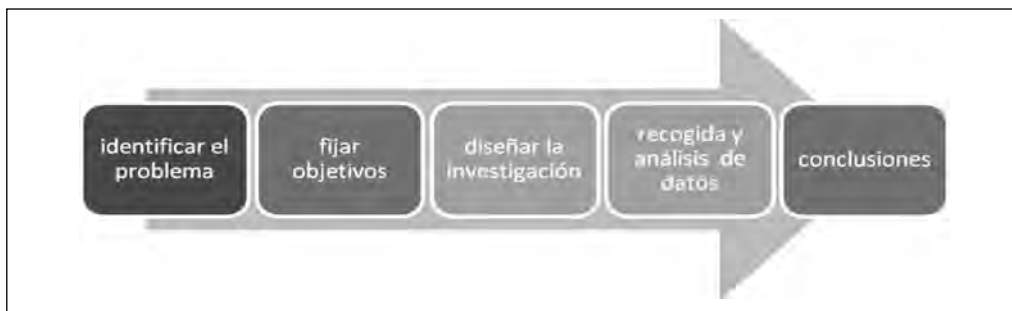 identificar el
problema
fijar
objetivos
diseñar la
investigación
recogida y
análisis de
datos
conclusiones